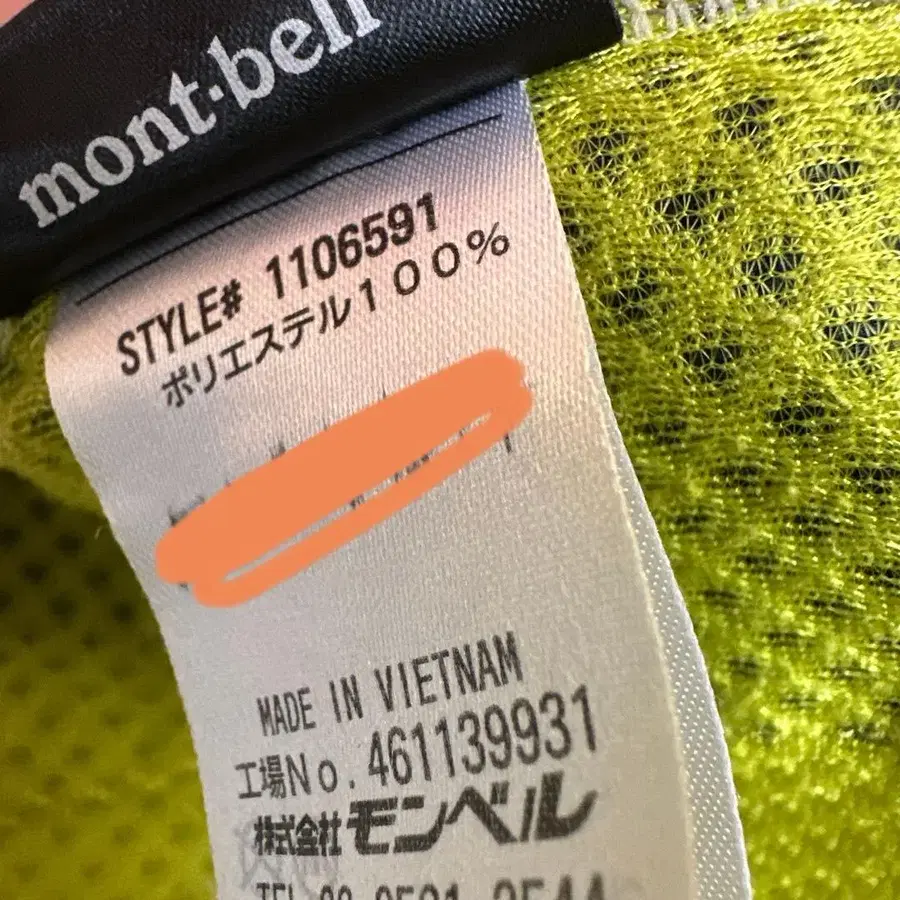 mont-bell
STYLE# 1106591
ポリエステル100%
MADE IN VIETNAM
工場No.461139931
株式会社モンベル
TEL